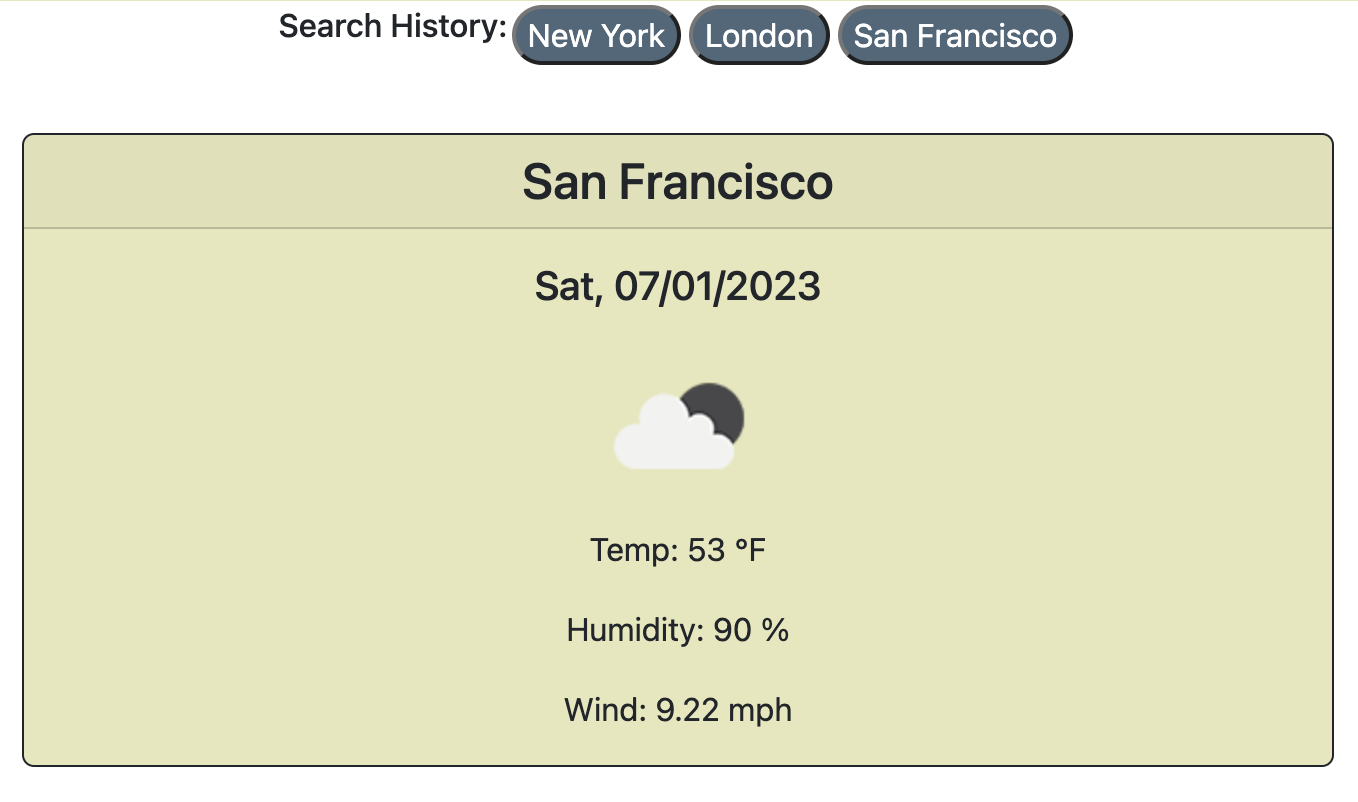 Search History: New York London San Francisco
San Francisco
Sat, 07/01/2023
Temp: 53 °F
Humidity: 90 %
Wind: 9.22 mph